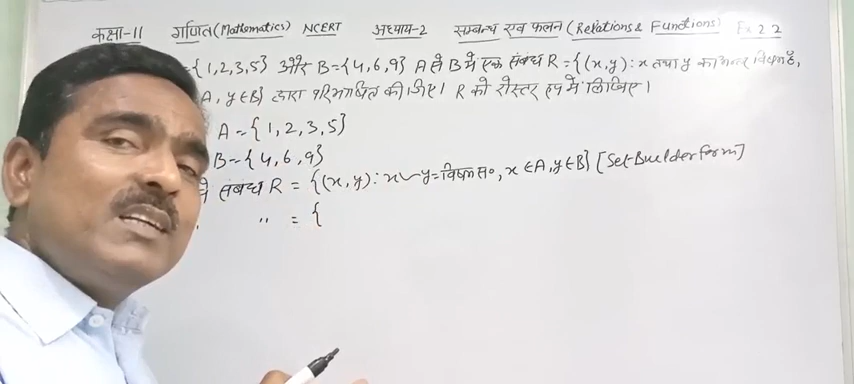 कक्षा-11 गणित (Mathematics) NCERT अध्याय-2 सम्बन्ध एवं फलन (Relations & Functions) Ex 2.2
={1,2,3,5} और B={4,6,9} A से B में एक संबंध R={(x,y): x तथा y का अन्तर विषम है,
A, y∈B} द्वारा परिभाषित कीजिए। R को रोस्टर रूप में लिखिए।
A={1,2,3,5}
B={4,6,9}
संबंध R = {(x,y): x~y=विषम सं०, x∈A, y∈B} [Set-Builder form]
" = {